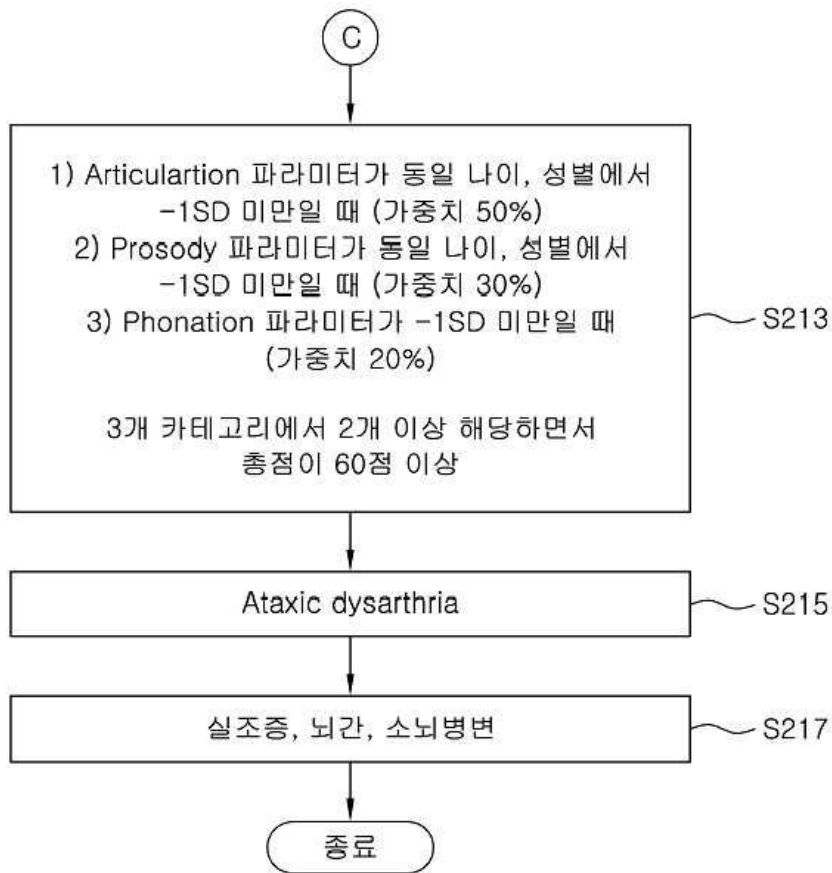 C
1) Articulartion 파라미터가 동일 나이, 성별에서
-1SD 미만일 때 (가중치 50%)
2) Prosody 파라미터가 동일 나이, 성별에서
-1SD 미만일 때 (가중치 30%)
3) Phonation 파라미터가 -1SD 미만일 때
(가중치 20%)
3개 카테고리에서 2개 이상 해당하면서
총점이 60점 이상
S213
Ataxic dysarthria
S215
실조증, 뇌간, 소뇌병변
S217
종료